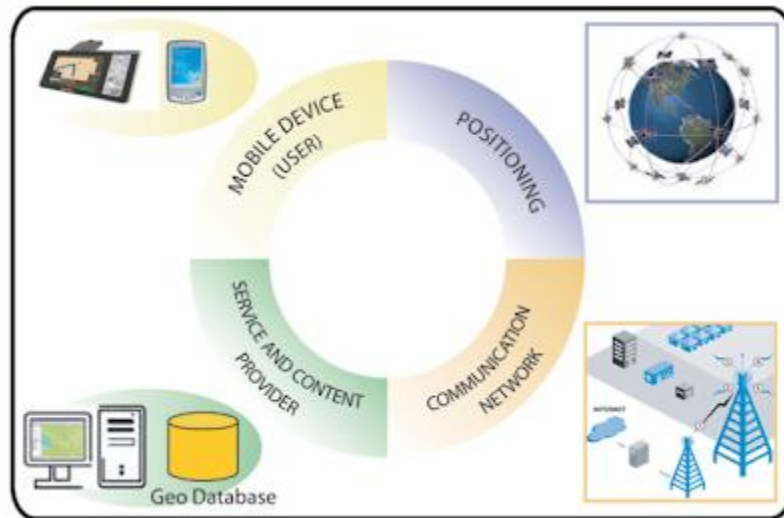 MOBILE DEVICE
(USER)
POSITIONING
SERVICE AND CONTENT
PROVIDER
COMMUNICATION
NETWORK
INTERNET
Geo Database